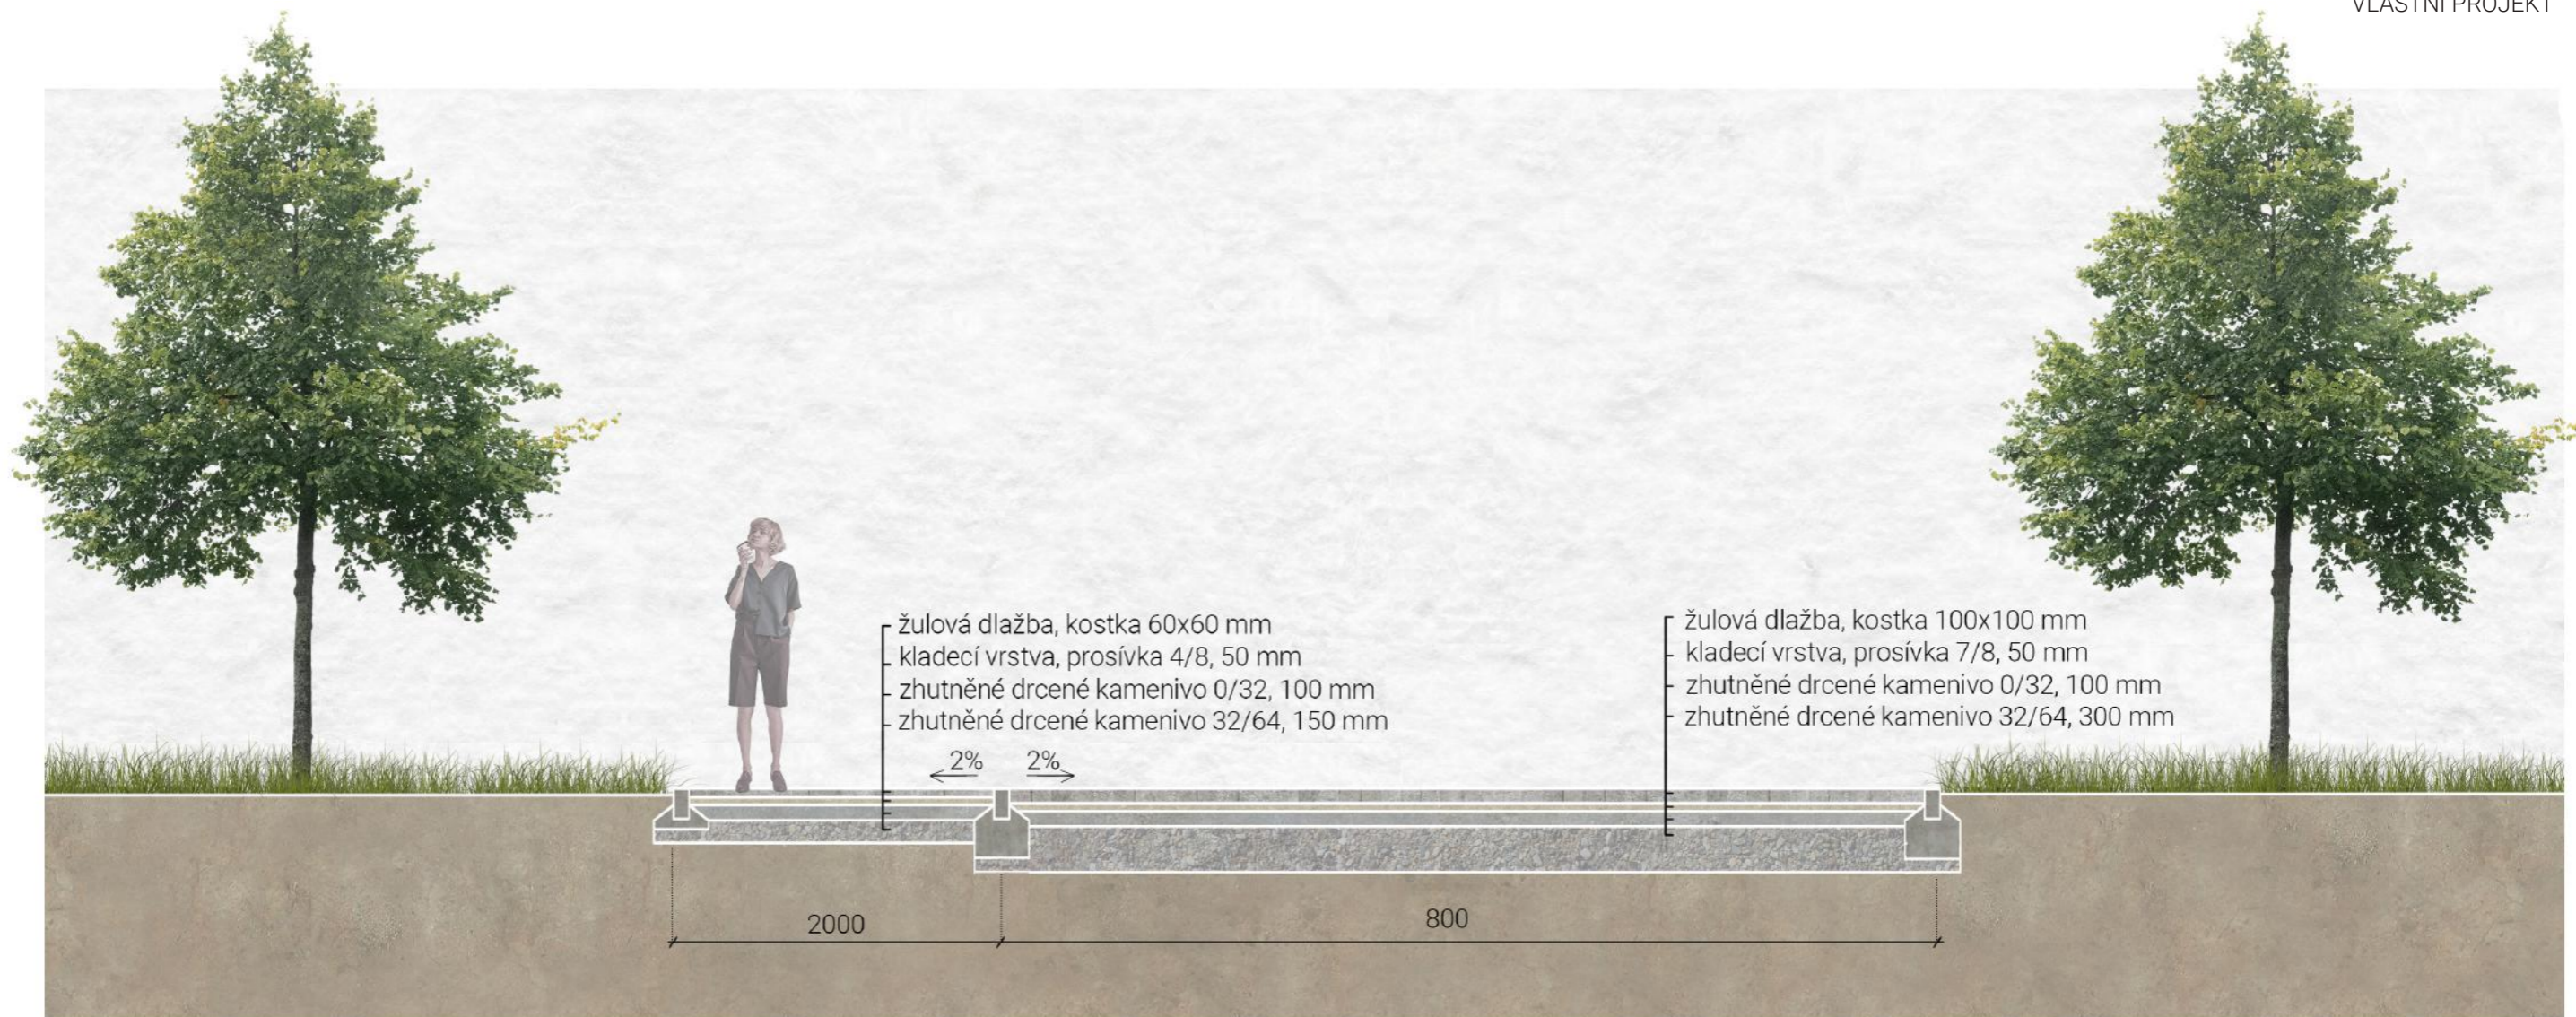 VLASTNÍ PROJEKT
žulová dlažba, kostka 60x60 mm
kladecí vrstva, prosívka 4/8, 50 mm
zhutněné drcené kamenivo 0/32, 100 mm
zhutněné drcené kamenivo 32/64, 150 mm
žulová dlažba, kostka 100x100 mm
kladecí vrstva, prosívka 7/8, 50 mm
zhutněné drcené kamenivo 0/32, 100 mm
zhutněné drcené kamenivo 32/64, 300 mm
2%
2%
2000
800